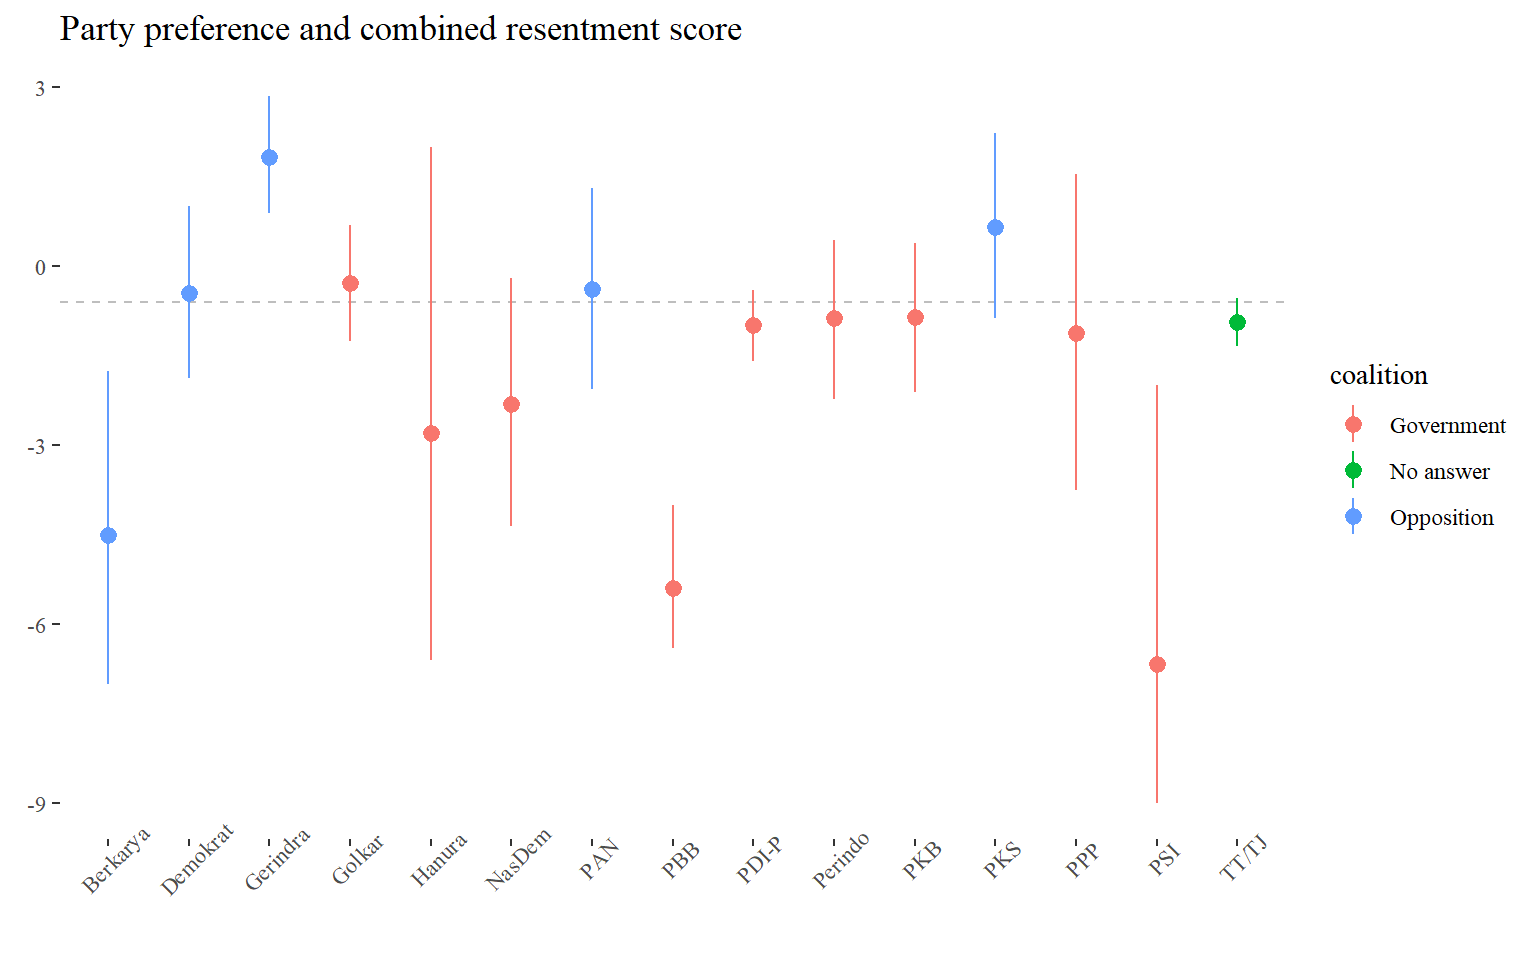 Party preference and combined resentment score
3
0
-3
-6
-9
Berkarya
Demokrat
Gerindra
Golkar
Hanura
NasDem
PAN
PBB
PDI-P
Perindo
PKB
PKS
PPP
PSI
TT/TJ
coalition
Government
No answer
Opposition